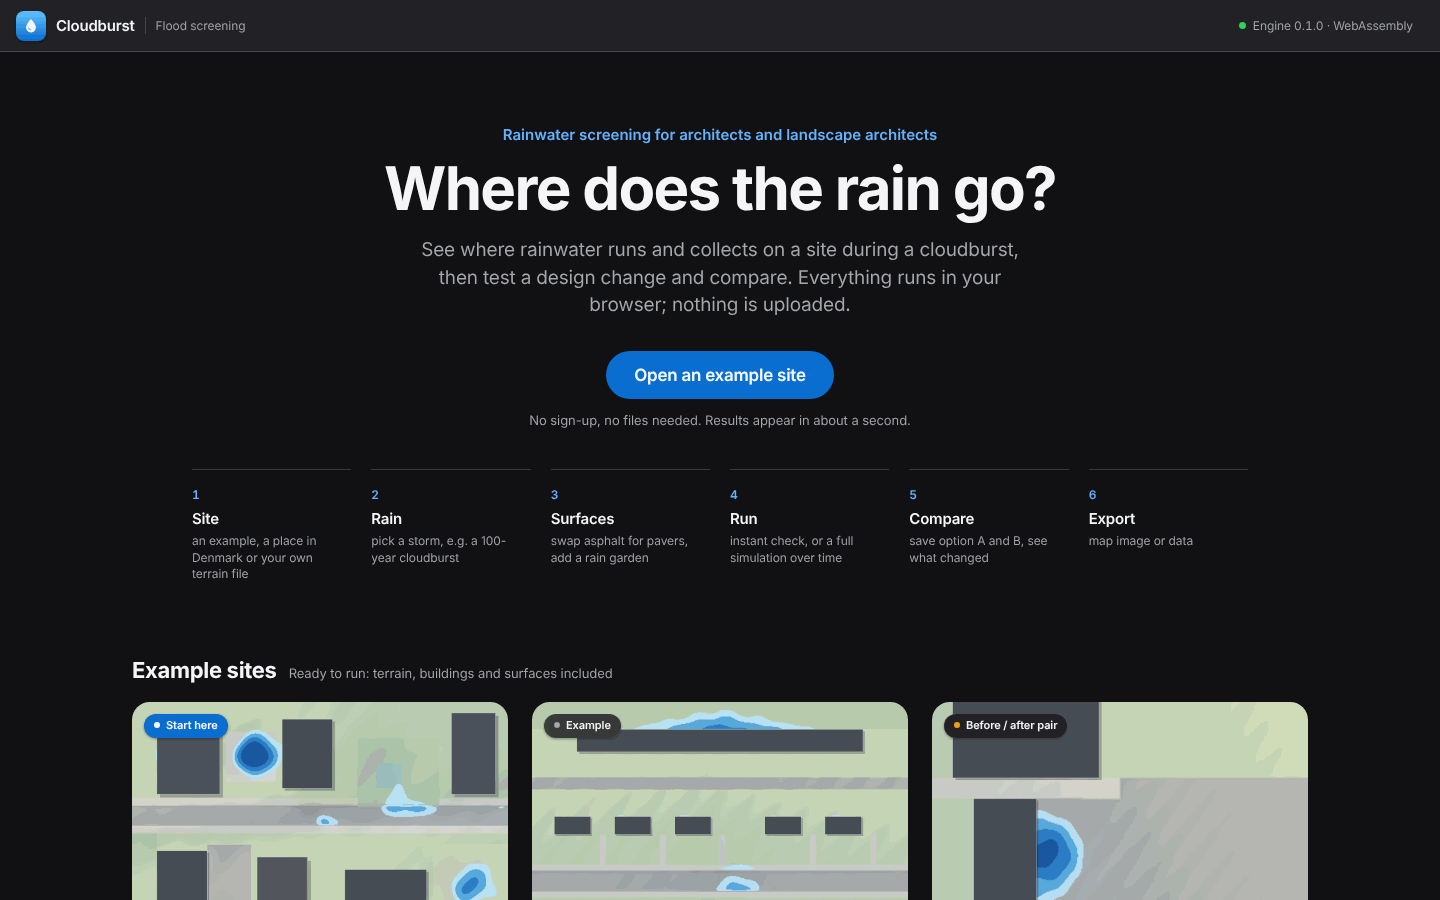 Cloudburst
Flood screening
Engine 0.1.0 · WebAssembly
Rainwater screening for architects and landscape architects
Where does the rain go?
See where rainwater runs and collects on a site during a cloudburst,
then test a design change and compare. Everything runs in your
browser; nothing is uploaded.
Open an example site
No sign-up, no files needed. Results appear in about a second.
1
Site
an example, a place in
Denmark or your own
terrain file
2
Rain
pick a storm, e.g. a 100-
year cloudburst
3
Surfaces
swap asphalt for pavers,
add a rain garden
4
Run
instant check, or a full
simulation over time
5
Compare
save option A and B, see
what changed
6
Export
map image or data
Example sites
Ready to run: terrain, buildings and surfaces included
Start here
Example
Before / after pair